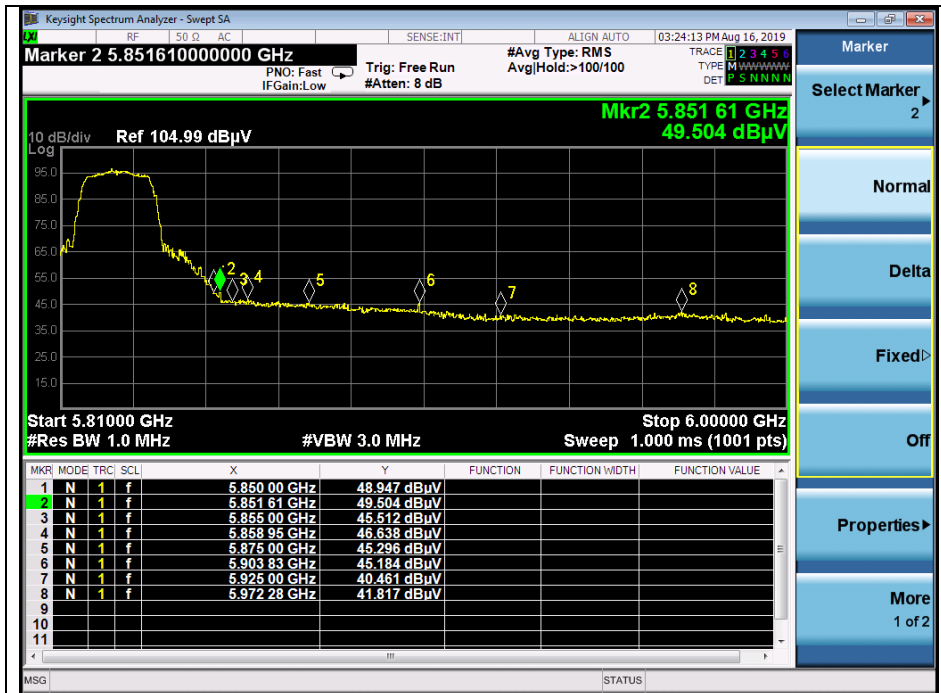 Keysight Spectrum Analyzer - Swept SA
LXI RF 50 Ω AC SENSE:INT ALIGN AUTO 03:24:13 PM Aug 16, 2019
Marker 2 5.851610000000 GHz
PNO: Fast
IFGain:Low
Trig: Free Run
#Atten: 8 dB
#Avg Type: RMS
Avg|Hold:>100/100
TRACE 1 2 3 4 5 6
TYPE M WWWWW
DET P S N N N N
Mkr2 5.851 61 GHz
49.504 dBµV
10 dB/div Ref 104.99 dBµV
Log
95.0
85.0
75.0
65.0
55.0
45.0
35.0
25.0
15.0
2 3 4 5 6 7 8
Start 5.81000 GHz Stop 6.00000 GHz
#Res BW 1.0 MHz #VBW 3.0 MHz Sweep 1.000 ms (1001 pts)
MKR MODE TRC SCL X Y FUNCTION FUNCTION WIDTH FUNCTION VALUE
1 N 1 f 5.850 00 GHz 48.947 dBµV
2 N 1 f 5.851 61 GHz 49.504 dBµV
3 N 1 f 5.855 00 GHz 45.512 dBµV
4 N 1 f 5.858 95 GHz 46.638 dBµV
5 N 1 f 5.875 00 GHz 45.296 dBµV
6 N 1 f 5.903 83 GHz 45.184 dBµV
7 N 1 f 5.925 00 GHz 40.461 dBµV
8 N 1 f 5.972 28 GHz 41.817 dBµV
9
10
11
MSG STATUS
Marker
Select Marker
2
Normal
Delta
Fixed
Off
Properties
More
1 of 2